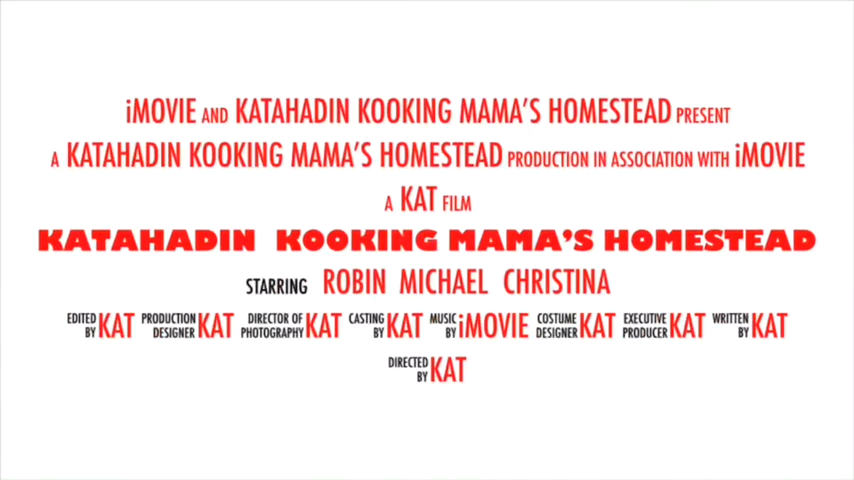 iMOVIE AND KATAHADIN KOOKING MAMA'S HOMESTEAD PRESENT
A KATAHADIN KOOKING MAMA'S HOMESTEAD PRODUCTION IN ASSOCIATION WITH iMOVIE
A KAT FILM
KATAHADIN KOOKING MAMA'S HOMESTEAD
STARRING ROBIN MICHAEL CHRISTINA
EDITED BY KAT PRODUCTION DESIGNER KAT DIRECTOR OF PHOTOGRAPHY KAT CASTING BY KAT MUSIC BY iMOVIE COSTUME DESIGNER KAT EXECUTIVE PRODUCER KAT WRITTEN BY KAT
DIRECTED BY KAT